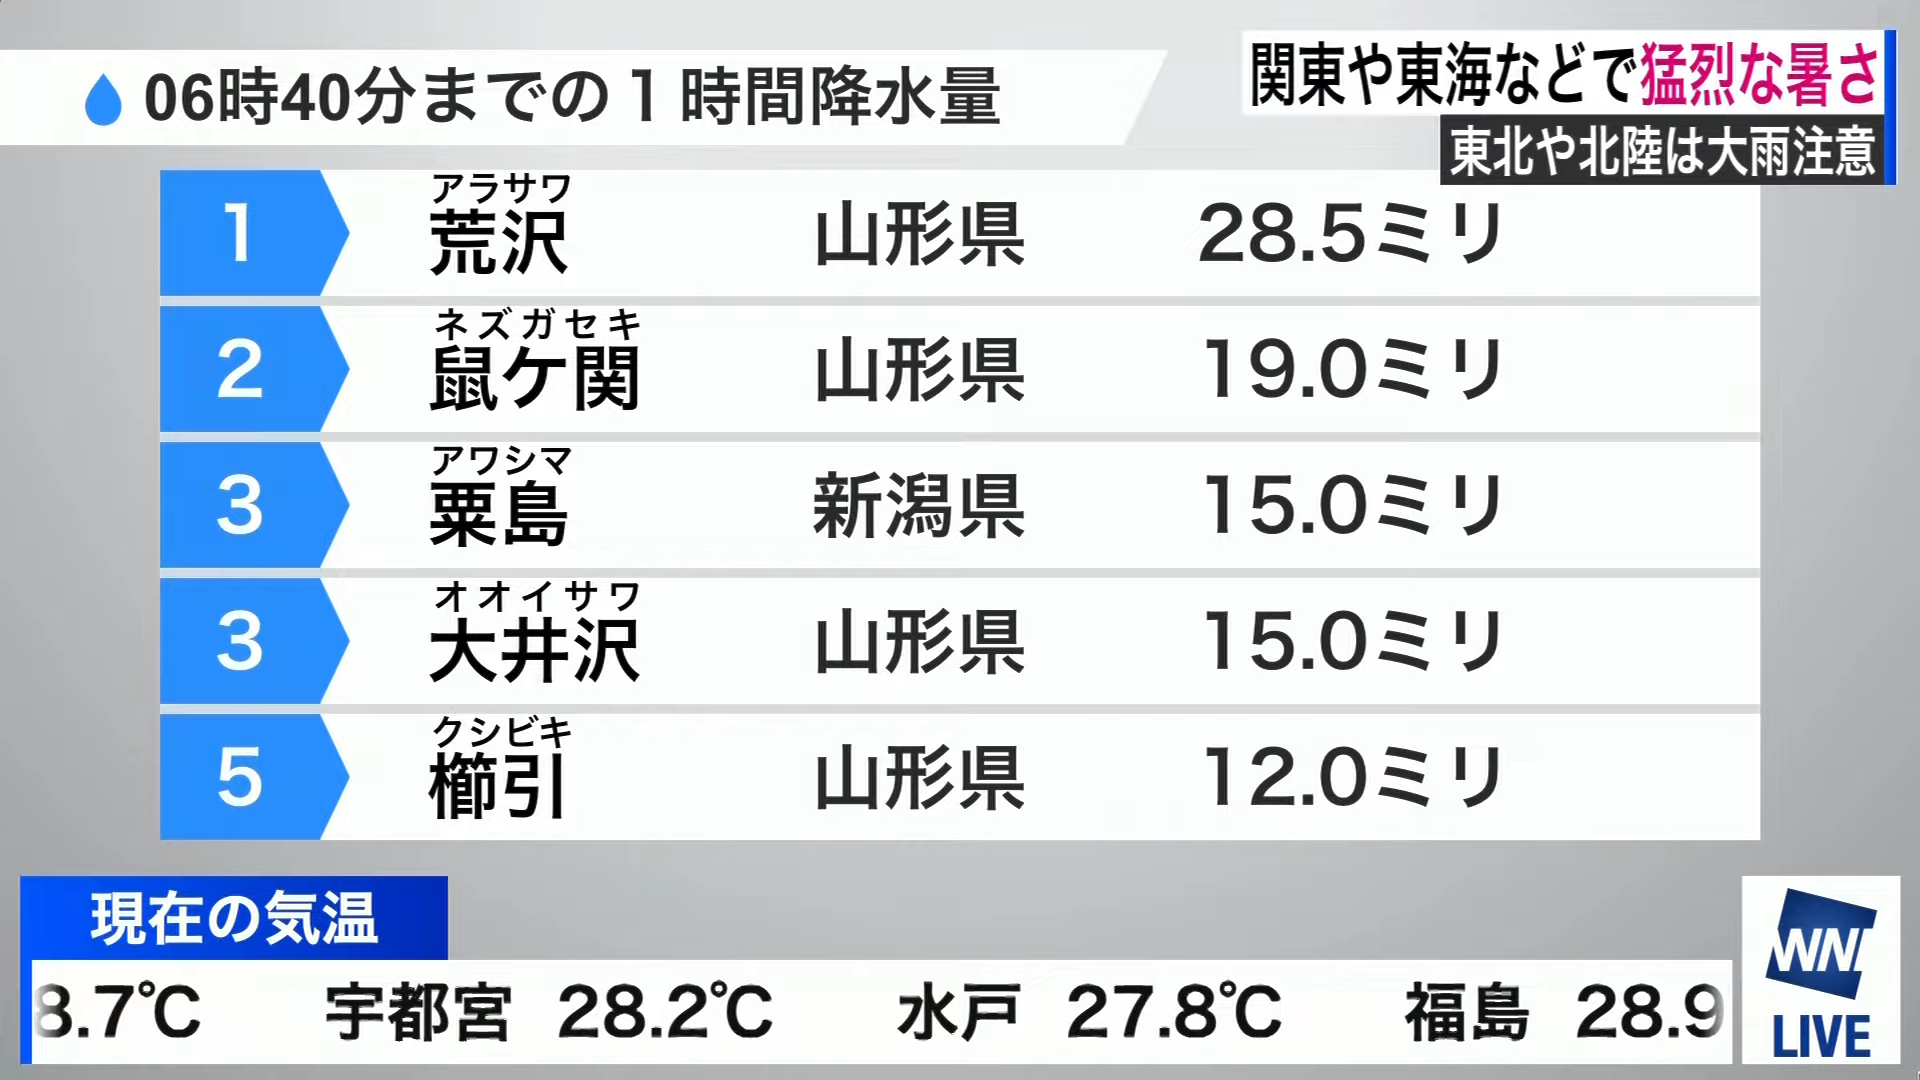 06時40分までの1時間降水量
関東や東海などで猛烈な暑さ
東北や北陸は大雨注意
1 アラサワ 荒沢 山形県 28.5ミリ
2 ネズガセキ 鼠ケ関 山形県 19.0ミリ
3 アワシマ 粟島 新潟県 15.0ミリ
3 オオイサワ 大井沢 山形県 15.0ミリ
5 クシビキ 櫛引 山形県 12.0ミリ
現在の気温
8.7℃ 宇都宮 28.2℃ 水戸 27.8℃ 福島 28.9
WNI
LIVE